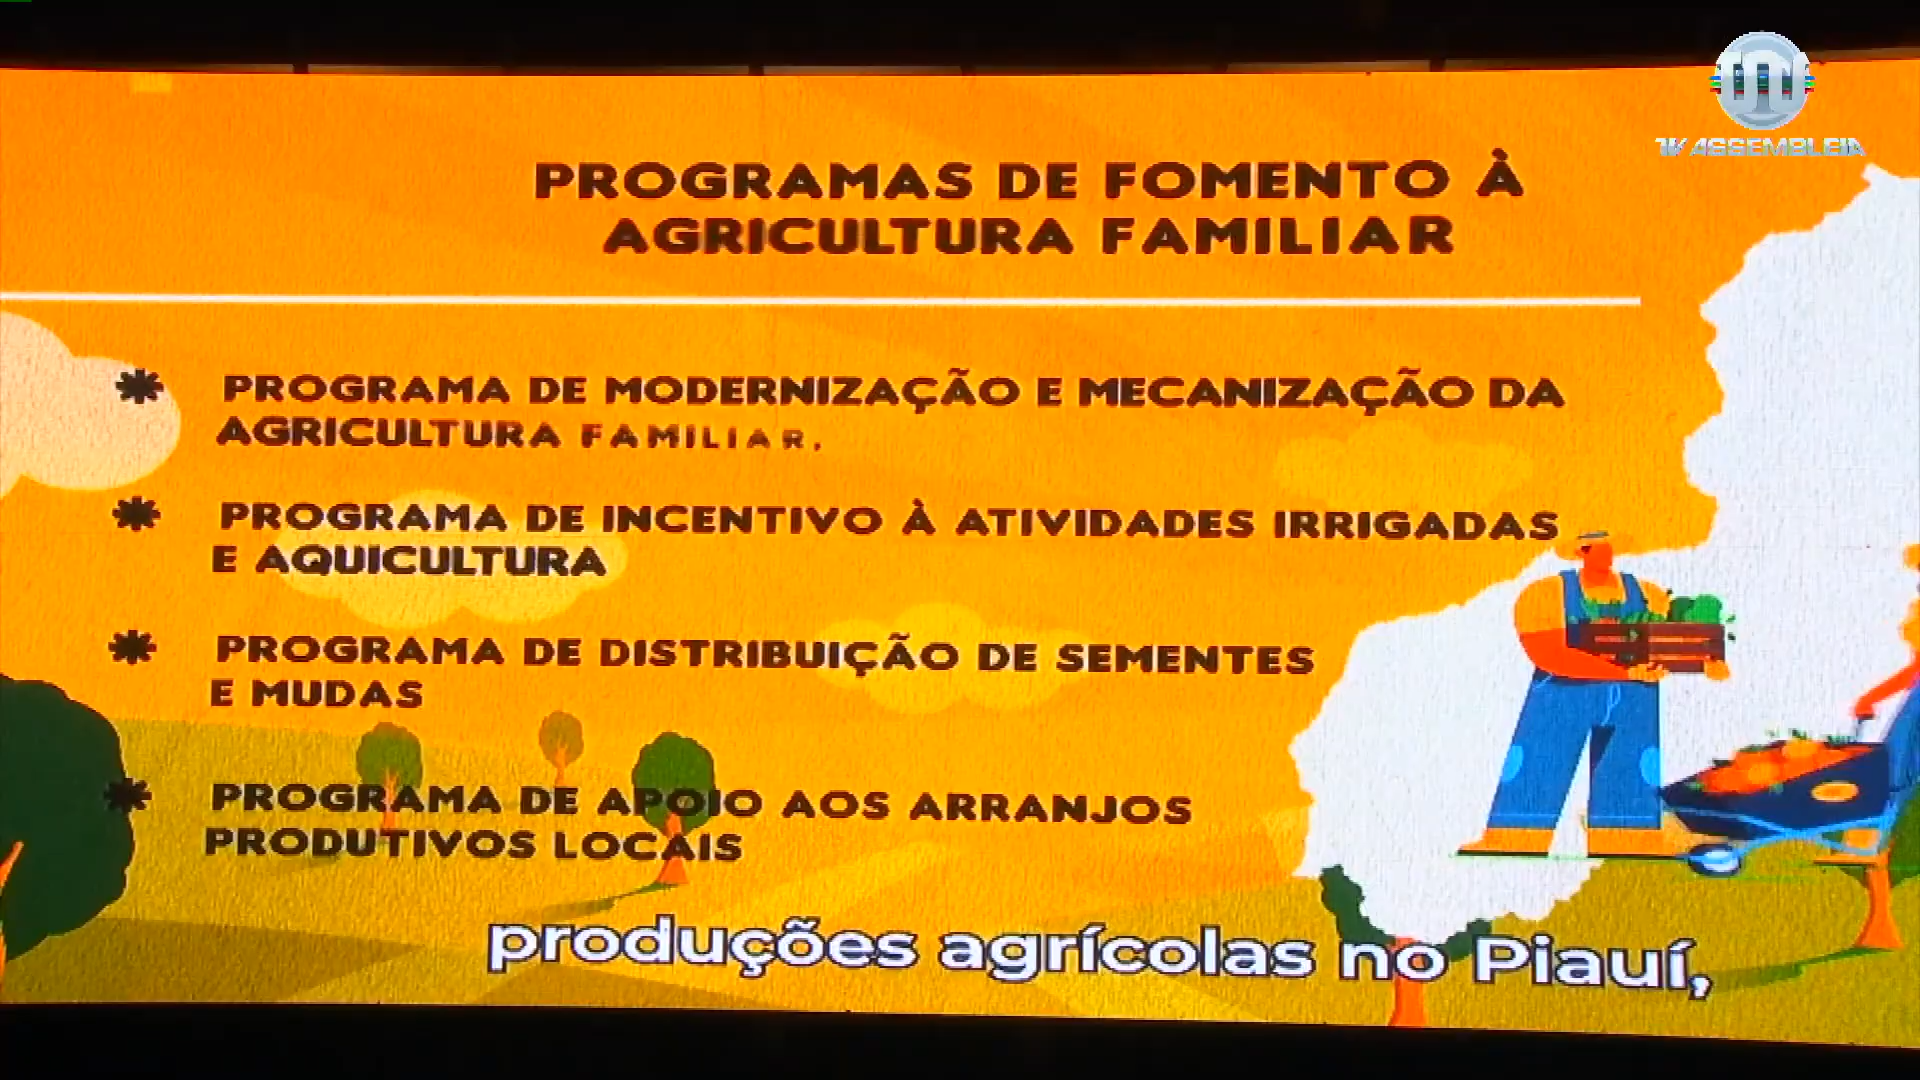 TV ASSEMBLEIA
PROGRAMAS DE FOMENTO À
AGRICULTURA FAMILIAR
PROGRAMA DE MODERNIZAÇÃO E MECANIZAÇÃO DA
AGRICULTURA FAMILIAR.
PROGRAMA DE INCENTIVO À ATIVIDADES IRRIGADAS
E AQUICULTURA
PROGRAMA DE DISTRIBUIÇÃO DE SEMENTES
E MUDAS
PROGRAMA DE APOIO AOS ARRANJOS
PRODUTIVOS LOCAIS
produções agrícolas no Piauí,